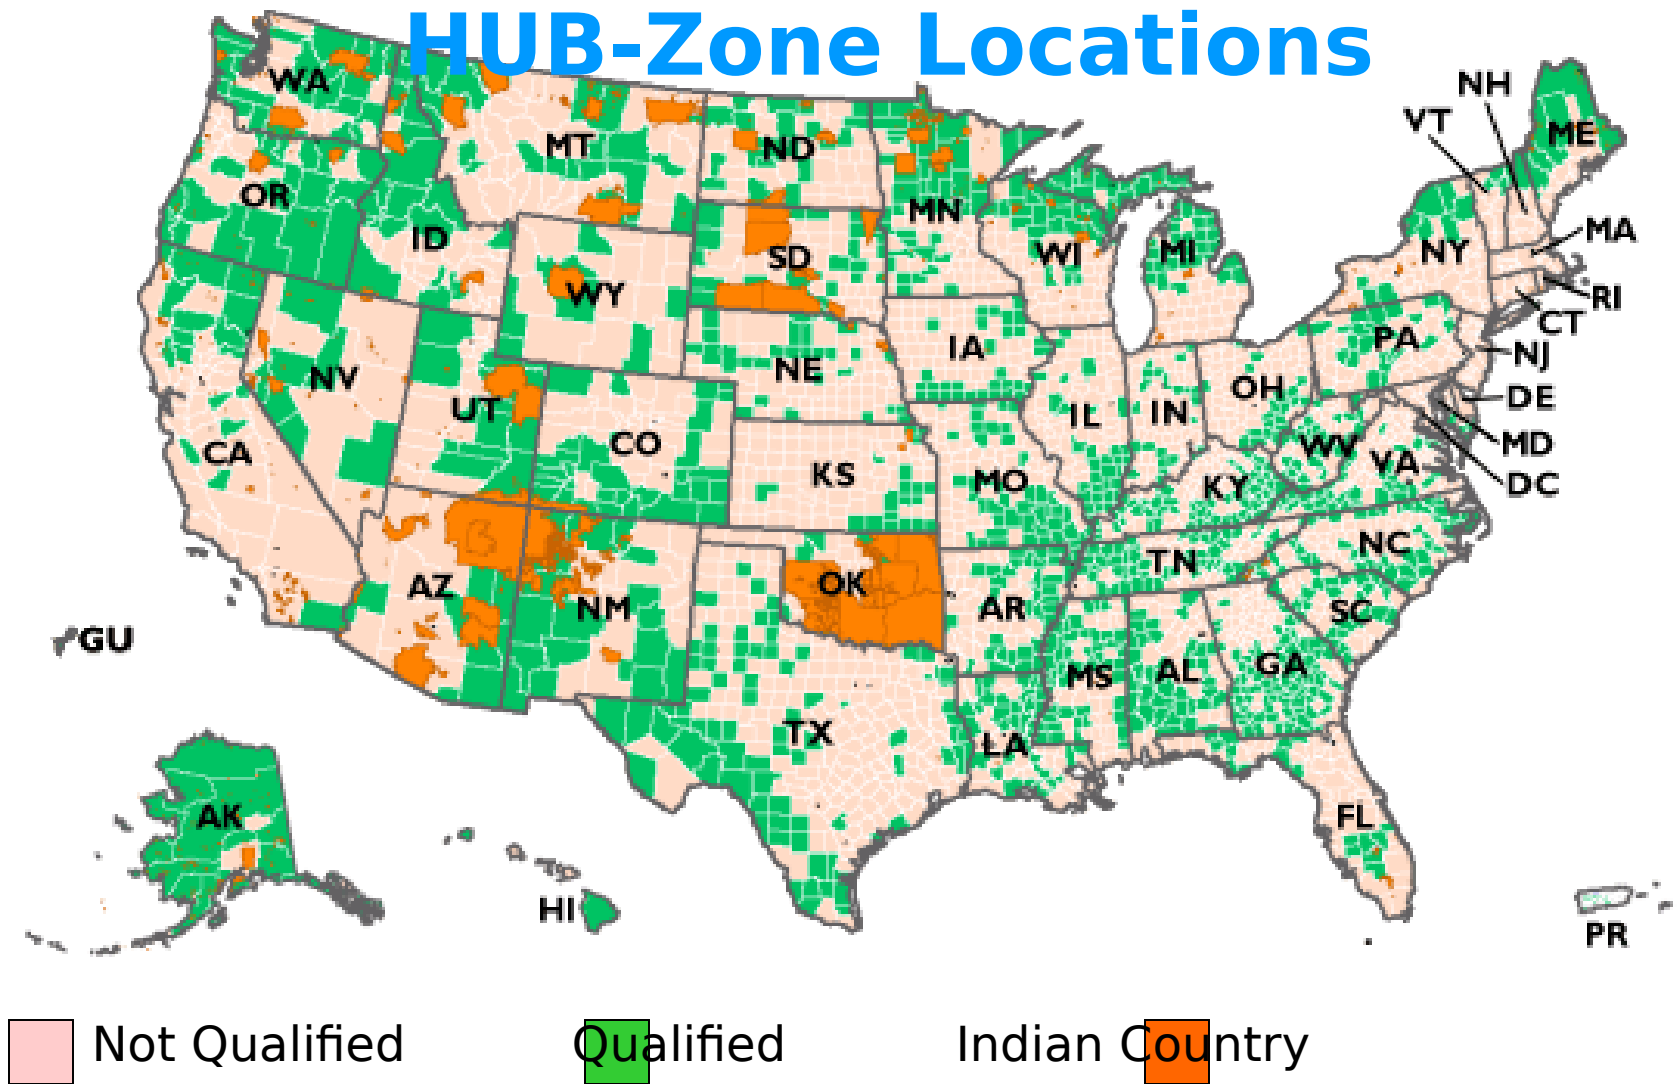 HUB-Zone Locations
WA
MT
ND
MN
OR
ID
WY
SD
WI
MI
NY
VT
NH
ME
MA
RI
CT
NJ
DE
MD
DC
PA
NV
UT
CO
NE
IA
IL
IN
OH
WV
VA
CA
KS
MO
KY
NC
TN
AZ
NM
OK
AR
SC
GU
MS
AL
GA
TX
LA
AK
FL
HI
PR
Not Qualified
Qualified
Indian Country